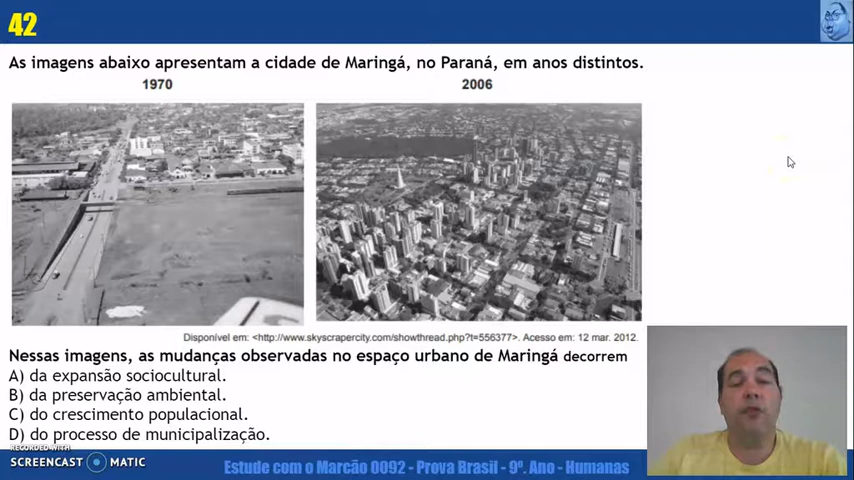 42
As imagens abaixo apresentam a cidade de Maringá, no Paraná, em anos distintos.
1970
2006
Disponível em: <http://www.skyscrapercity.com/showthread.php?t=556377>. Acesso em: 12 mar. 2012.
Nessas imagens, as mudanças observadas no espaço urbano de Maringá decorrem
A) da expansão sociocultural.
B) da preservação ambiental.
C) do crescimento populacional.
D) do processo de municipalização.
RECORDED WITH
SCREENCAST MATIC
Estude com o Marcão 0092 - Prova Brasil - 9º. Ano - Humanas